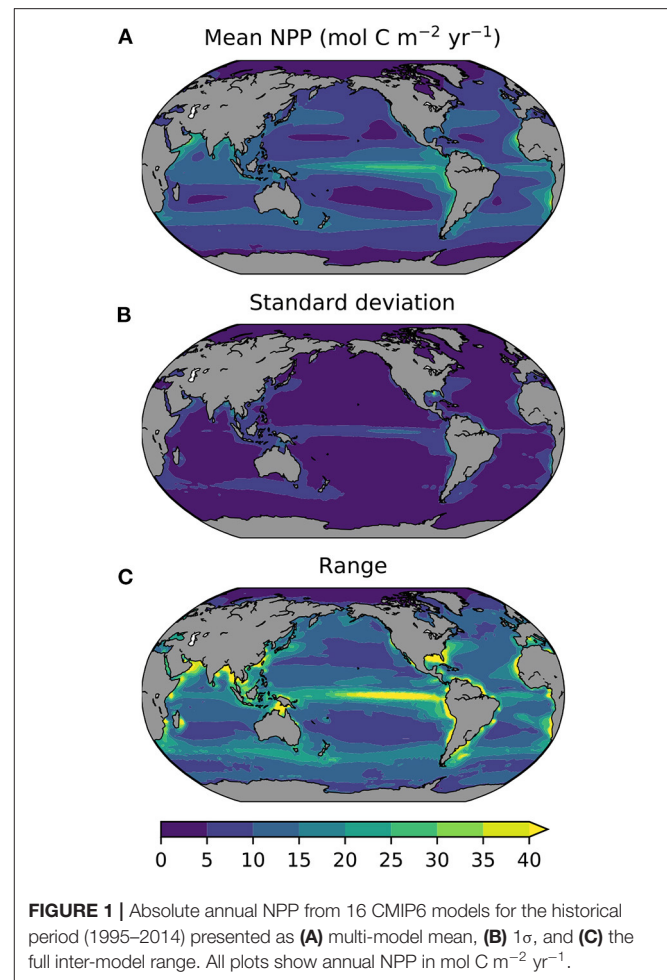 A
Mean NPP (mol C m⁻² yr⁻¹)
B
Standard deviation
C
Range
0 5 10 15 20 25 30 35 40
FIGURE 1 | Absolute annual NPP from 16 CMIP6 models for the historical
period (1995–2014) presented as (A) multi-model mean, (B) 1σ, and (C) the
full inter-model range. All plots show annual NPP in mol C m⁻² yr⁻¹.